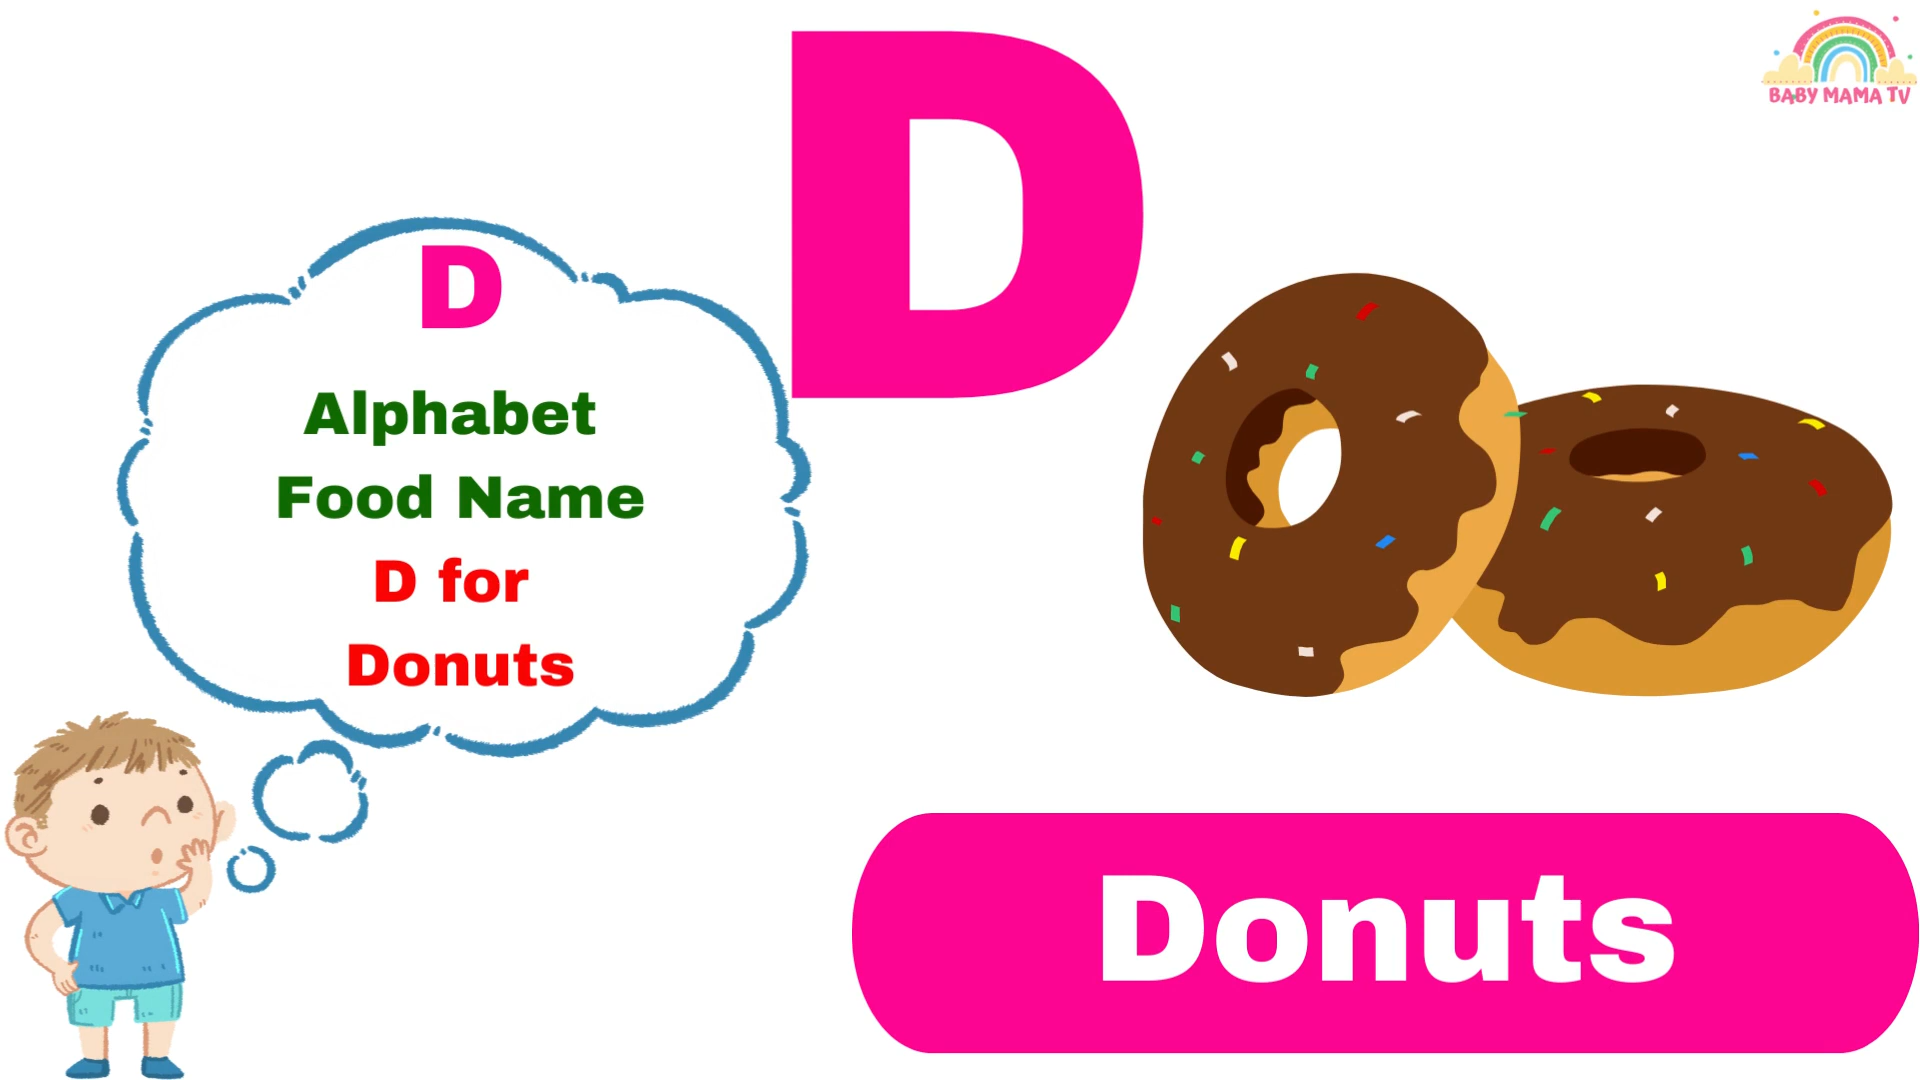 D
BABY MAMA TV
D
Alphabet
Food Name
D for
Donuts
Donuts